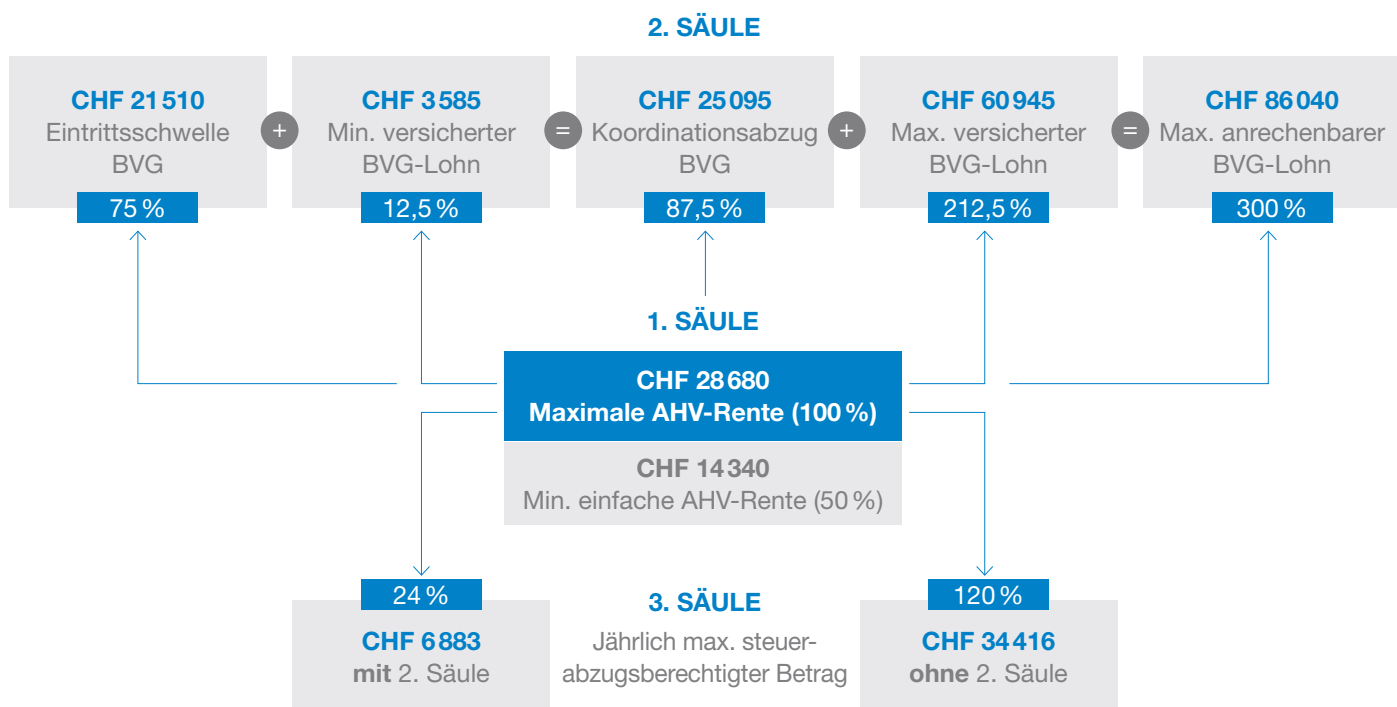 2. SÄULE
CHF 21 510
Eintrittsschwelle
BVG
75 %
+
CHF 3 585
Min. versicherter
BVG-Lohn
12,5 %
=
CHF 25 095
Koordinationsabzug
BVG
87,5 %
+
CHF 60 945
Max. versicherter
BVG-Lohn
212,5 %
=
CHF 86 040
Max. anrechenbarer
BVG-Lohn
300 %
1. SÄULE
CHF 28 680
Maximale AHV-Rente (100 %)
CHF 14 340
Min. einfache AHV-Rente (50 %)
24 %
CHF 6 883
mit 2. Säule
3. SÄULE
Jährlich max. steuer-
abzugsberechtigter Betrag
120 %
CHF 34 416
ohne 2. Säule